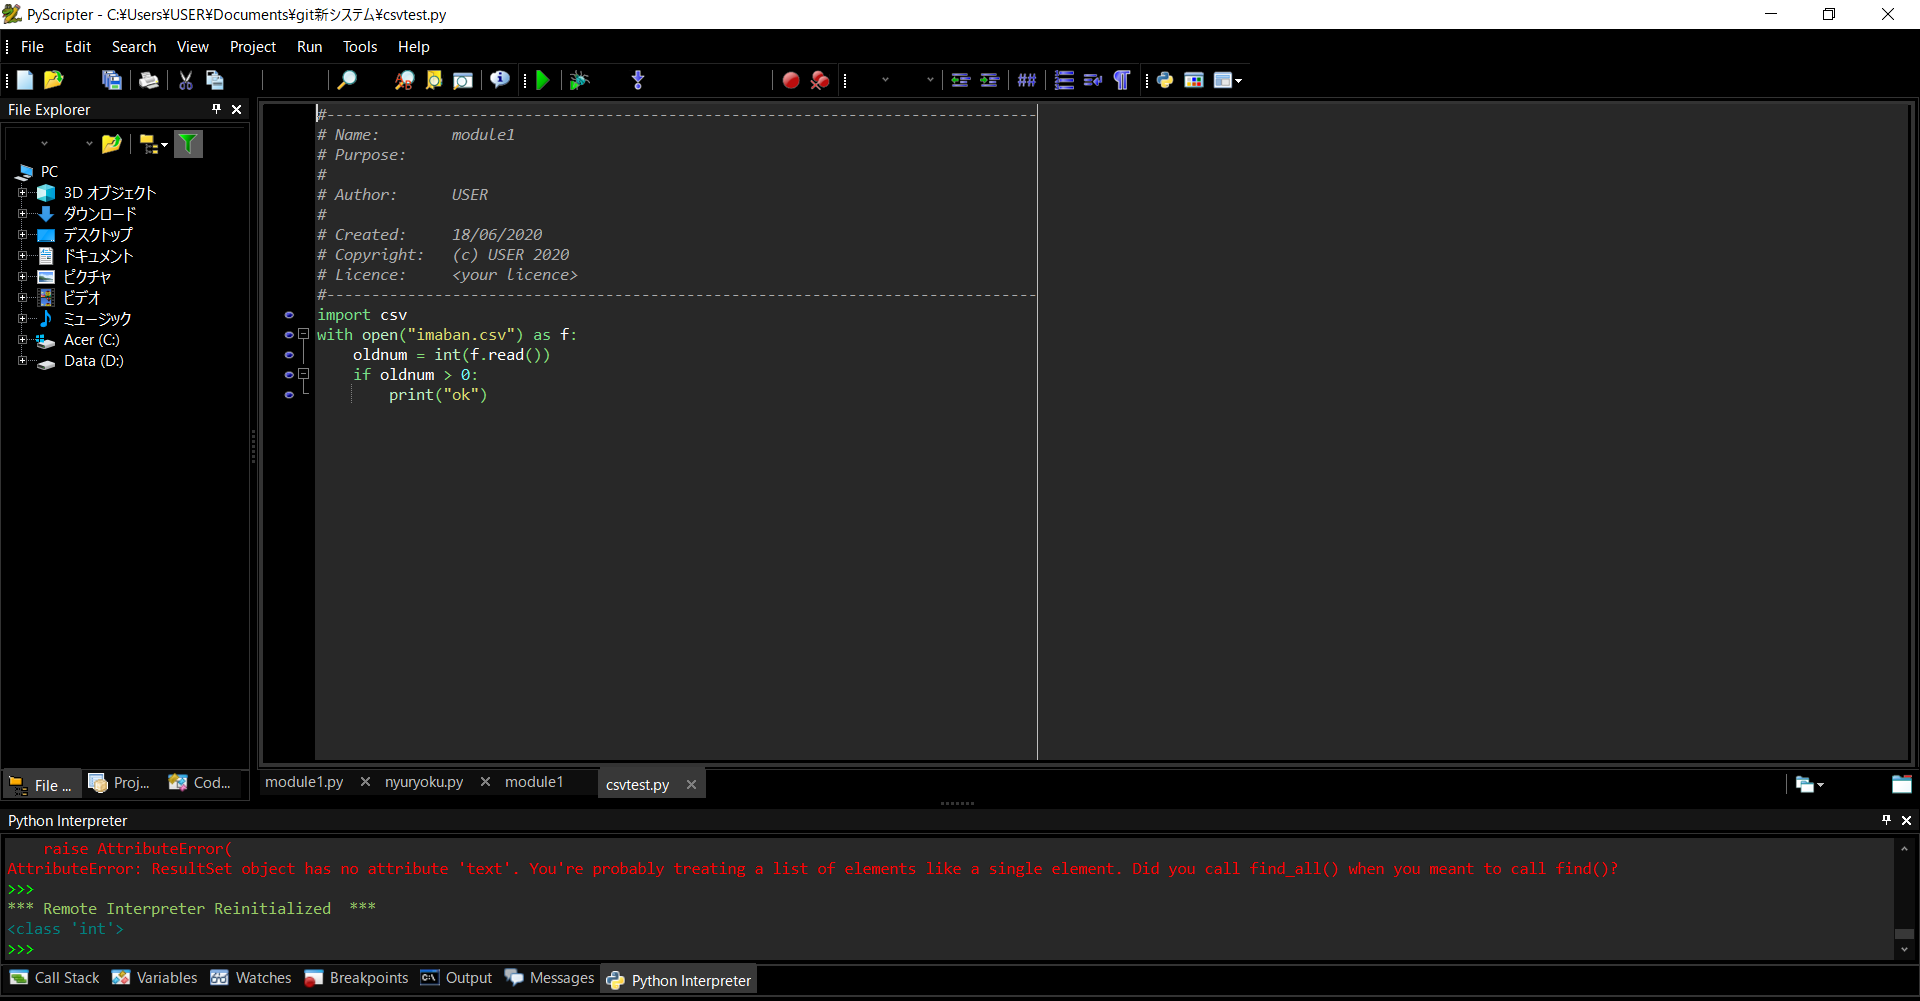 PyScripter - C:¥Users¥USER¥Documents¥git新システム¥csvtest.py
File Edit Search View Project Run Tools Help
File Explorer
PC
3D オブジェクト
ダウンロード
デスクトップ
ドキュメント
ピクチャ
ビデオ
ミュージック
Acer (C:)
Data (D:)
File ... Proj... Cod...
#-------------------------------------------------------------------------------
# Name:        module1
# Purpose:
#
# Author:      USER
#
# Created:     18/06/2020
# Copyright:   (c) USER 2020
# Licence:     <your licence>
#-------------------------------------------------------------------------------
import csv
with open("imaban.csv") as f:
    oldnum = int(f.read())
    if oldnum > 0:
        print("ok")
module1.py nyuryoku.py module1 csvtest.py
Python Interpreter
    raise AttributeError(
AttributeError: ResultSet object has no attribute 'text'. You're probably treating a list of elements like a single element. Did you call find_all() when you meant to call find()?
>>>
*** Remote Interpreter Reinitialized  ***
<class 'int'>
>>>
Call Stack Variables Watches Breakpoints Output Messages Python Interpreter